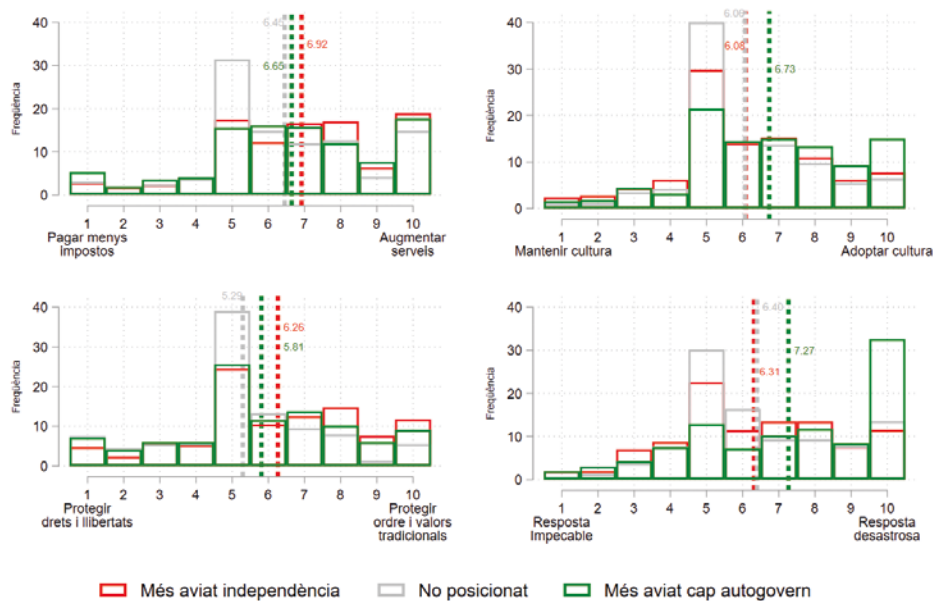 40
30
20
10
0
Freqüència
6.45
6.65
6.92
1 2 3 4 5 6 7 8 9 10
Pagar menys
impostos
Augmentar
serveis
40
30
20
10
0
Freqüència
6.09
6.08
6.73
1 2 3 4 5 6 7 8 9 10
Mantenir cultura
Adoptar cultura
40
30
20
10
0
Freqüència
5.29
6.26
5.81
1 2 3 4 5 6 7 8 9 10
Protegir
drets i llibertats
Protegir
ordre i valors
tradicionals
40
30
20
10
0
Freqüència
6.40
7.27
6.31
1 2 3 4 5 6 7 8 9 10
Resposta
Impecable
Resposta
desastrosa
Més aviat independència No posicionat Més aviat cap autogovern